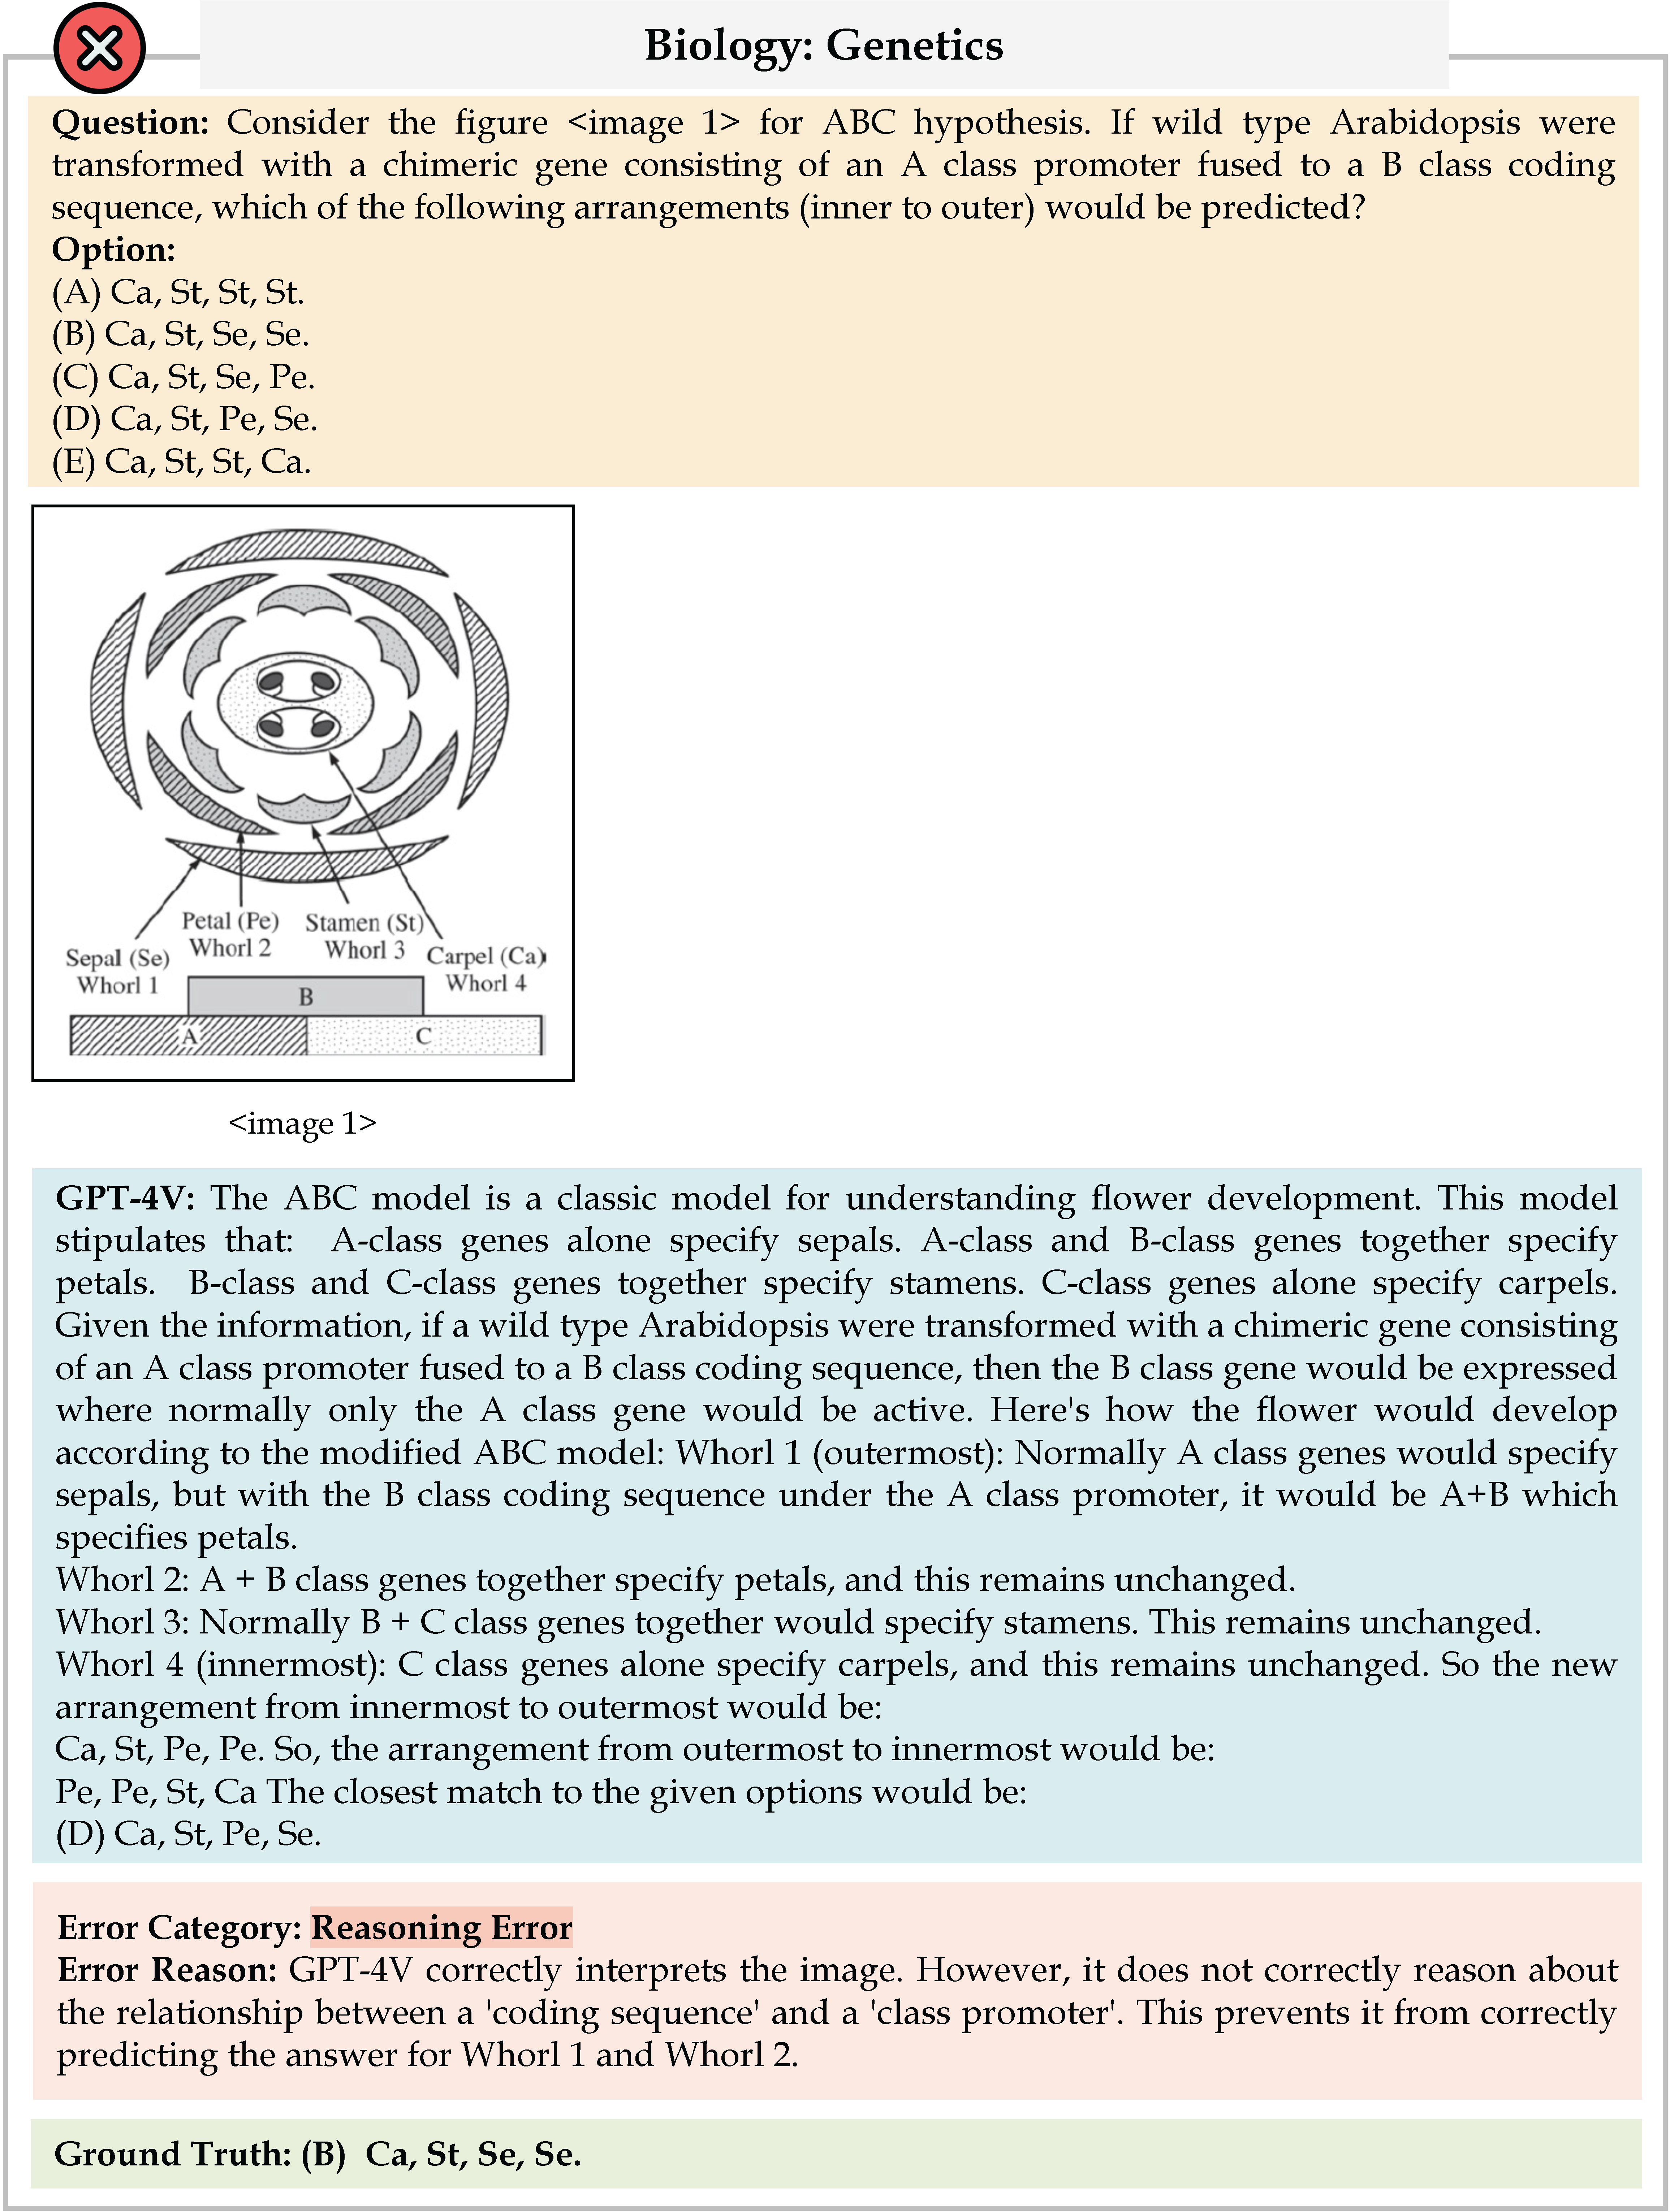 Biology: Genetics
Question: Consider the figure <image 1> for ABC hypothesis. If wild type Arabidopsis were
transformed with a chimeric gene consisting of an A class promoter fused to a B class coding
sequence, which of the following arrangements (inner to outer) would be predicted?
Option:
(A) Ca, St, St, St.
(B) Ca, St, Se, Se.
(C) Ca, St, Se, Pe.
(D) Ca, St, Pe, Se.
(E) Ca, St, St, Ca.
Petal (Pe)
Whorl 2
Stamen (St)
Whorl 3
Sepal (Se)
Whorl 1
Carpel (Ca)
Whorl 4
B
A
C
<image 1>
GPT-4V: The ABC model is a classic model for understanding flower development. This model
stipulates that: A-class genes alone specify sepals. A-class and B-class genes together specify
petals. B-class and C-class genes together specify stamens. C-class genes alone specify carpels.
Given the information, if a wild type Arabidopsis were transformed with a chimeric gene consisting
of an A class promoter fused to a B class coding sequence, then the B class gene would be expressed
where normally only the A class gene would be active. Here's how the flower would develop
according to the modified ABC model: Whorl 1 (outermost): Normally A class genes would specify
sepals, but with the B class coding sequence under the A class promoter, it would be A+B which
specifies petals.
Whorl 2: A + B class genes together specify petals, and this remains unchanged.
Whorl 3: Normally B + C class genes together would specify stamens. This remains unchanged.
Whorl 4 (innermost): C class genes alone specify carpels, and this remains unchanged. So the new
arrangement from innermost to outermost would be:
Ca, St, Pe, Pe. So, the arrangement from outermost to innermost would be:
Pe, Pe, St, Ca The closest match to the given options would be:
(D) Ca, St, Pe, Se.
Error Category: Reasoning Error
Error Reason: GPT-4V correctly interprets the image. However, it does not correctly reason about
the relationship between a 'coding sequence' and a 'class promoter'. This prevents it from correctly
predicting the answer for Whorl 1 and Whorl 2.
Ground Truth: (B) Ca, St, Se, Se.